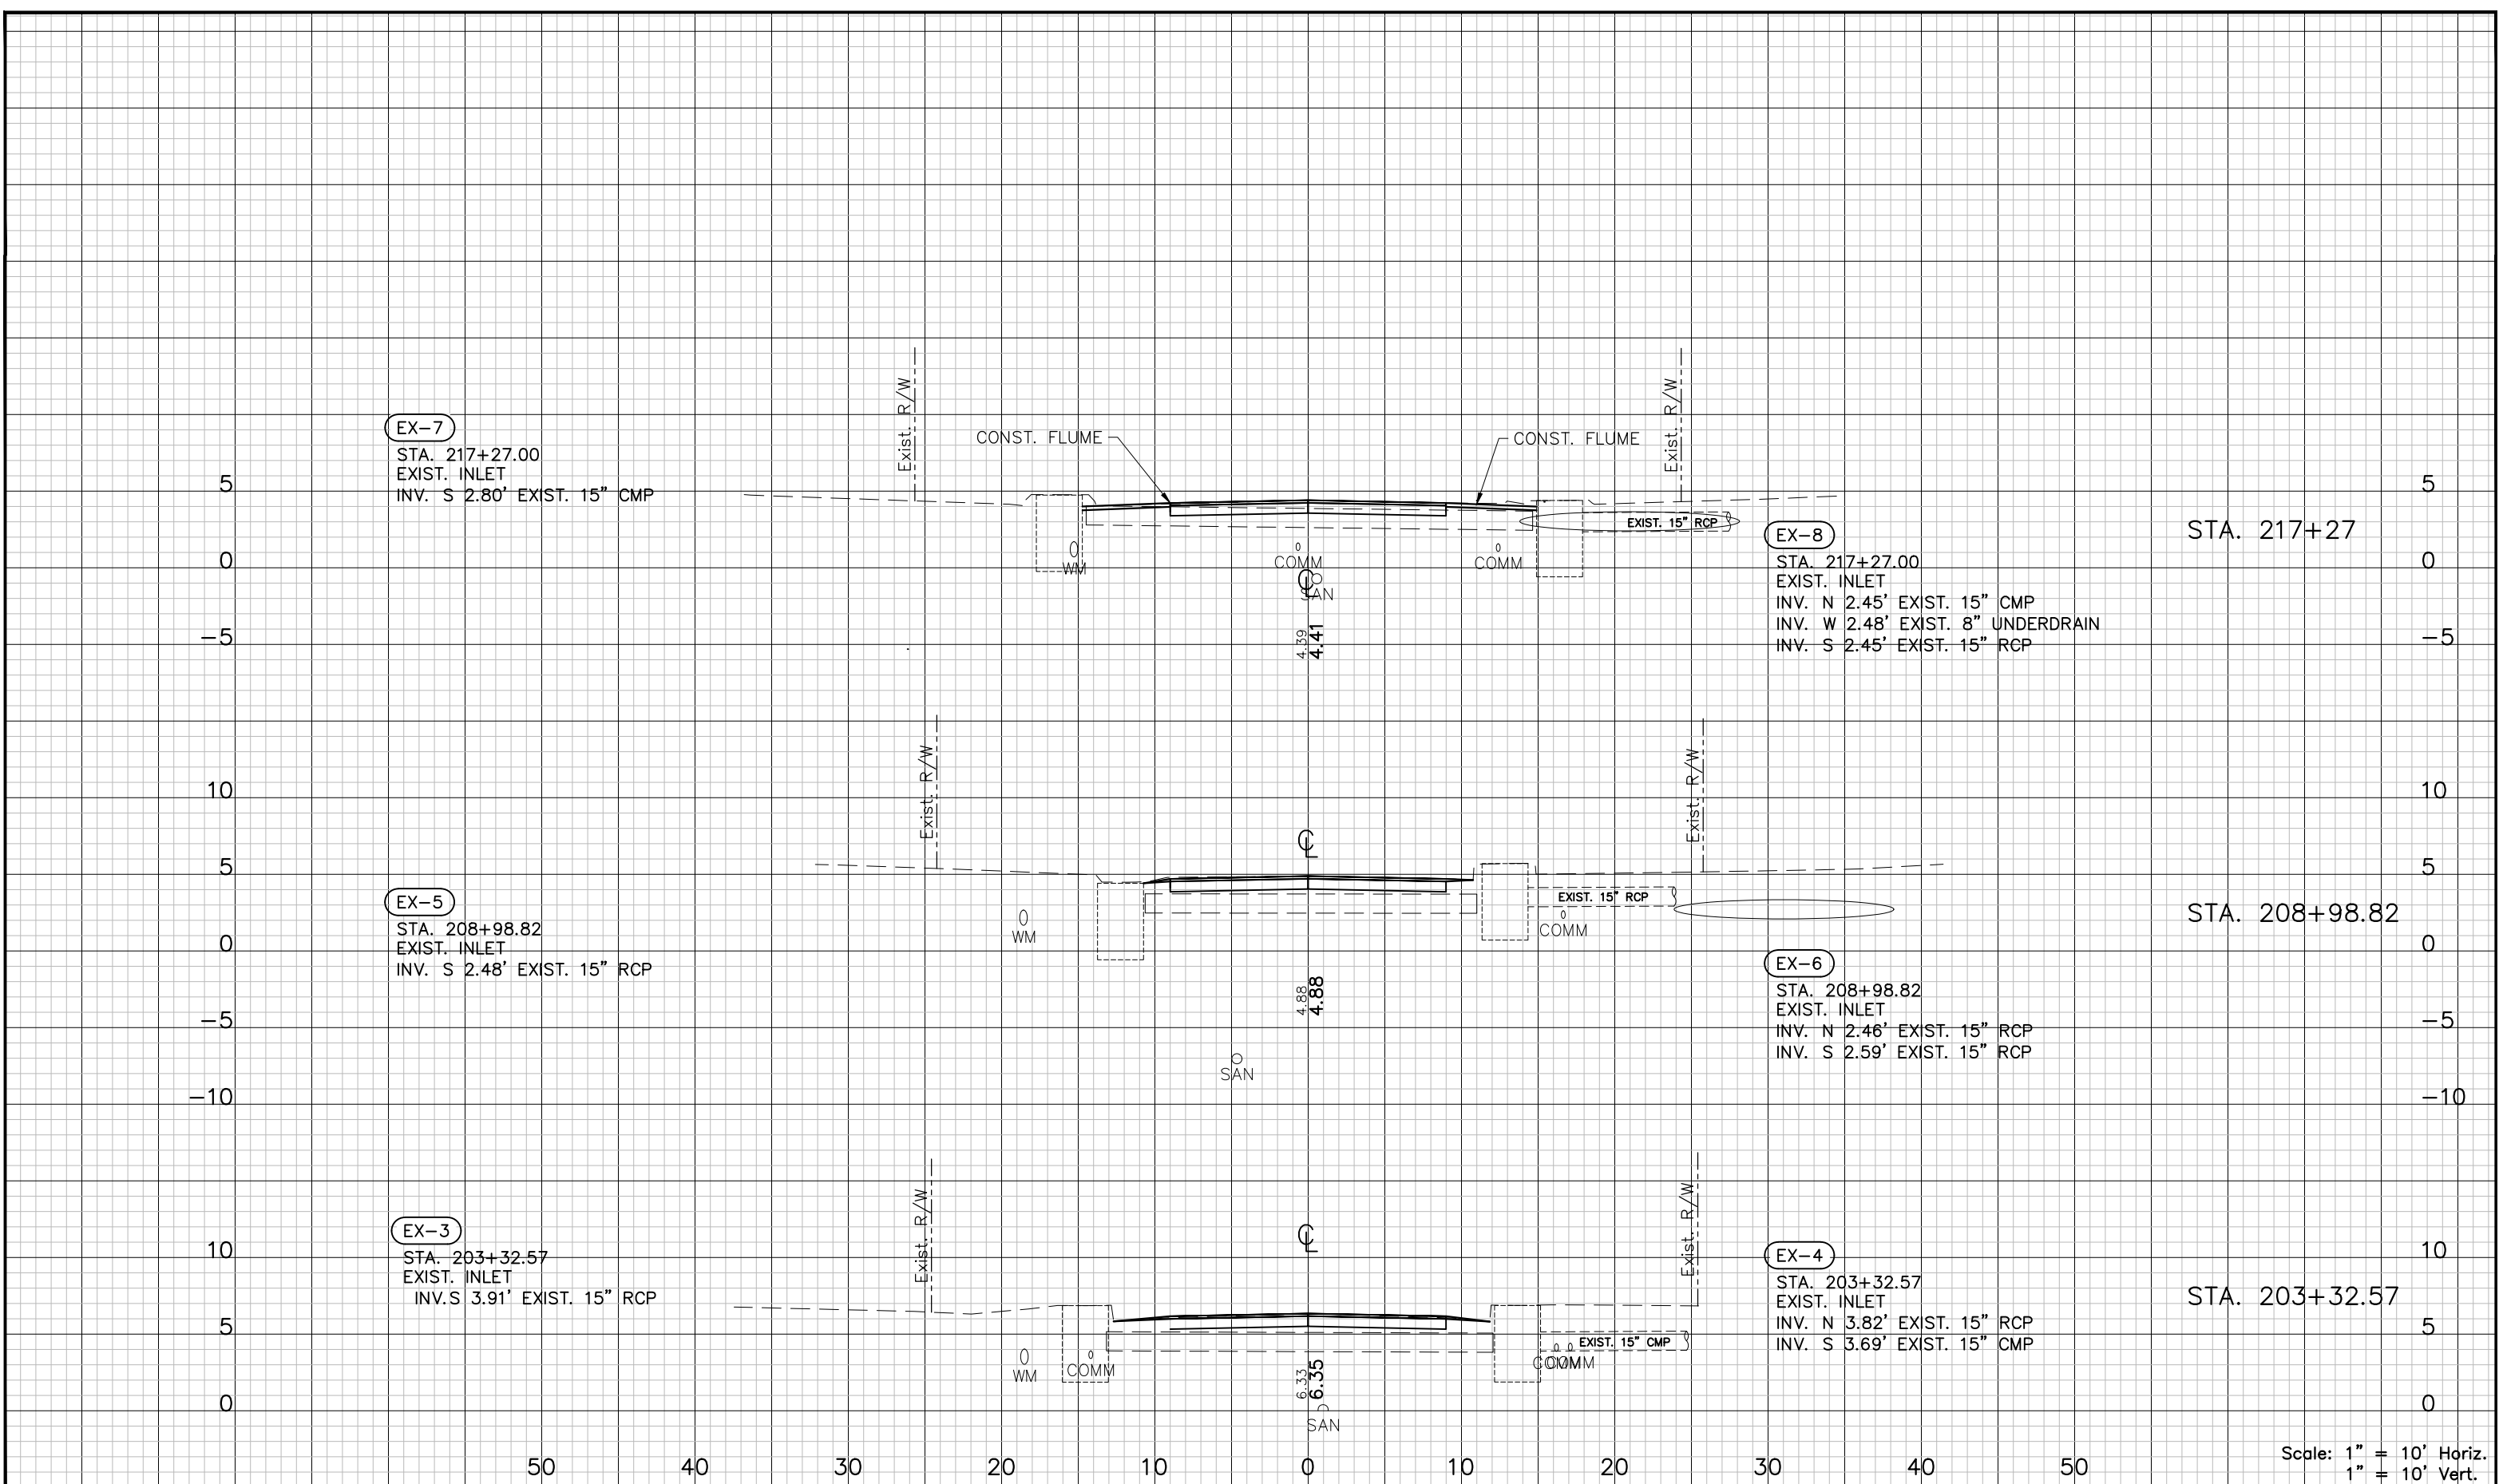 Exist. R/W
Exist. R/W
EX-7
STA. 217+27.00
EXIST. INLET
INV. S 2.80' EXIST. 15" CMP
CONST. FLUME
CONST. FLUME
5
5
EXIST. 15" RCP
STA. 217+27
EX-8
STA. 217+27.00
EXIST. INLET
INV. N 2.45' EXIST. 15" CMP
INV. W 2.48' EXIST. 8" UNDERDRAIN
INV. S 2.45' EXIST. 15" RCP
0
WM
COMM
COMM
0
℄
SAN
-5
4.39
4.41
-5
Exist. R/W
Exist. R/W
10
10
℄
5
5
EX-5
STA. 208+98.82
EXIST. INLET
INV. S 2.48' EXIST. 15" RCP
EXIST. 15" RCP
STA. 208+98.82
WM
COMM
0
0
EX-6
STA. 208+98.82
EXIST. INLET
INV. N 2.46' EXIST. 15" RCP
INV. S 2.59' EXIST. 15" RCP
4.88
4.88
-5
-5
SAN
-10
-10
Exist. R/W
Exist. R/W
EX-3
STA. 203+32.57
EXIST. INLET
INV.S 3.91' EXIST. 15" RCP
℄
10
10
EX-4
STA. 203+32.57
EXIST. INLET
INV. N 3.82' EXIST. 15" RCP
INV. S 3.69' EXIST. 15" CMP
STA. 203+32.57
5
5
EXIST. 15" CMP
WM
COMM
COMM
COMM
6.33
6.35
0
0
SAN
Scale: 1" = 10' Horiz.
1" = 10' Vert.
50 40 30 20 10 0 10 20 30 40 50